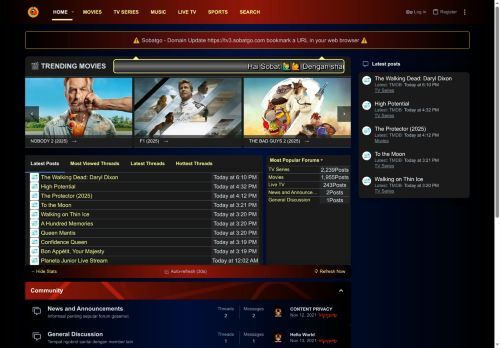 HOME MOVIES TV SERIES MUSIC LIVE TV SPORTS SEARCH Log in Register
⚠ Sobatgo - Domain Update https://tv3.sobatgo.com bookmark a URL in your web browser ⚠
TRENDING MOVIES
Hai Sobat 🙋 🙋 Dengan sha
NOBODY 2 (2025) →
F1 (2025) →
THE BAD GUYS 2 (2025) →
Latest Posts Most Viewed Threads Latest Threads Hottest Threads
The Walking Dead: Daryl Dixon Today at 6:10 PM
High Potential Today at 4:32 PM
The Protector (2025) Today at 4:32 PM
To the Moon Today at 3:21 PM
Walking on Thin Ice Today at 3:20 PM
A Hundred Memories Today at 3:20 PM
Queen Mantis Today at 3:20 PM
Confidence Queen Today at 3:19 PM
Bon Appétit, Your Majesty Today at 3:19 PM
Planeta Junior Live Stream Today at 12:02 AM
Most Popular Forums
TV Series 2,239Posts
Movies 1,955Posts
Live TV 243Posts
News and Announce... 2Posts
General Discussion 1Posts
Hide Stats Auto-refresh (30s) Refresh Now
Community
News and Announcements
Informasi penting seputar forum gesamat.
Threads 2
Messages 2
CONTENT PRIVACY
Nov 12, 2021
General Discussion
Tempat ngobrol santai dengan member lain
Threads 1
Messages 1
Hello World
Nov 13, 2021
Latest posts
The Walking Dead: Daryl Dixon
Latest: TMDB Today at 6:10 PM
TV Series
High Potential
Latest: TMDB Today at 4:32 PM
TV Series
The Protector (2025)
Latest: TMDB Today at 4:32 PM
Movies
To the Moon
Latest: TMDB Today at 3:21 PM
TV Series
Walking on Thin Ice
Latest: TMDB Today at 3:20 PM
TV Series